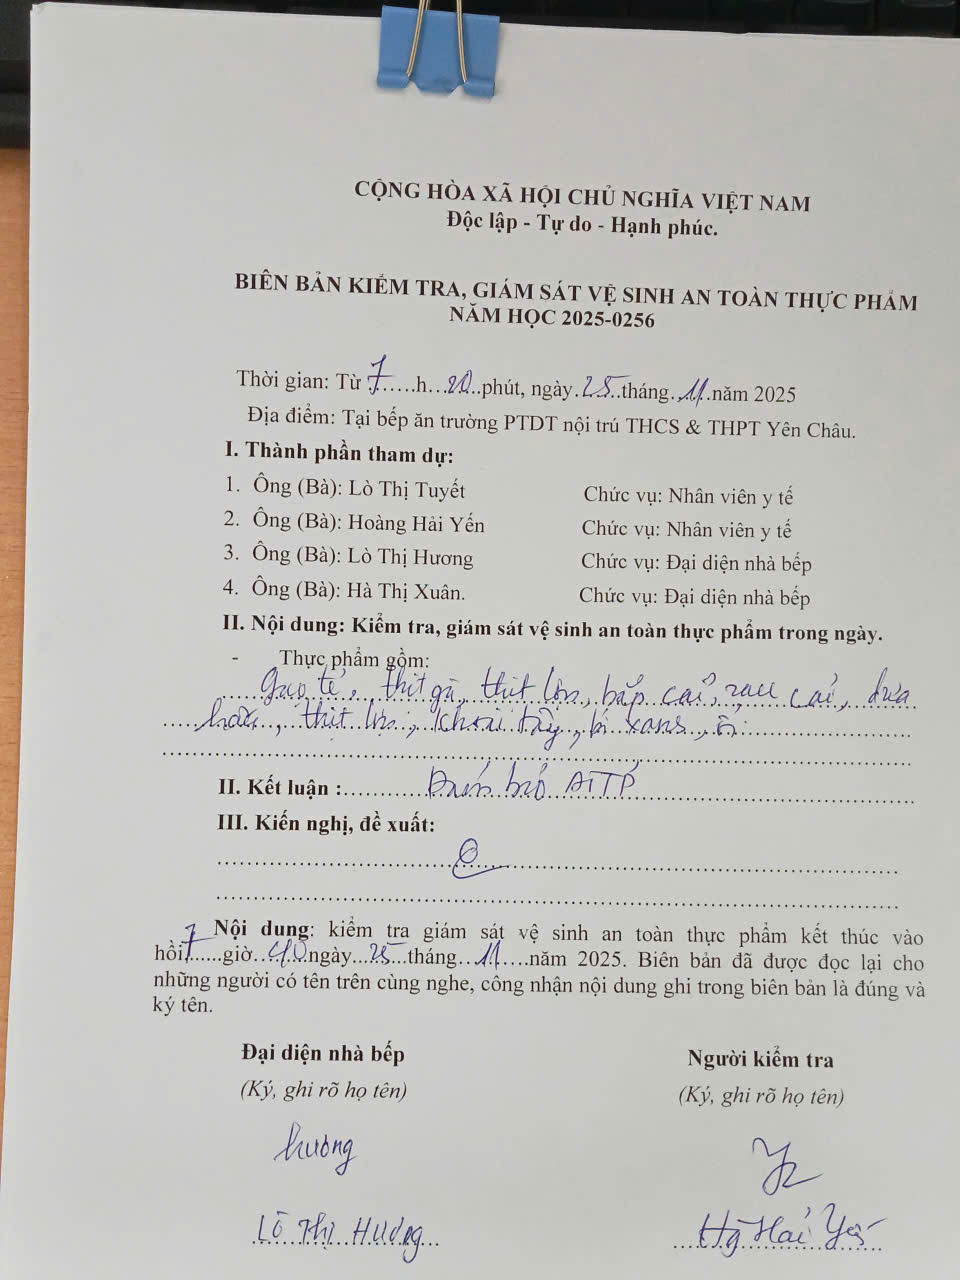 CỘNG HÒA XÃ HỘI CHỦ NGHĨA VIỆT NAM
Độc lập - Tự do - Hạnh phúc.
BIÊN BẢN KIỂM TRA, GIÁM SÁT VỆ SINH AN TOÀN THỰC PHẨM
NĂM HỌC 2025-0256
Thời gian: Từ 7 h 20 phút, ngày 25 tháng 11 năm 2025
Địa điểm: Tại bếp ăn trường PTDT nội trú THCS & THPT Yên Châu.
I. Thành phần tham dự:
1. Ông (Bà): Lò Thị Tuyết Chức vụ: Nhân viên y tế
2. Ông (Bà): Hoàng Hải Yến Chức vụ: Nhân viên y tế
3. Ông (Bà): Lò Thị Hương Chức vụ: Đại diện nhà bếp
4. Ông (Bà): Hà Thị Xuân. Chức vụ: Đại diện nhà bếp
II. Nội dung: Kiểm tra, giám sát vệ sinh an toàn thực phẩm trong ngày.
- Thực phẩm gồm:
gạo tẻ, thịt gà, thịt lợn, bắp cải, rau cải, dưa
hấu, thịt lợn, khoai tây, bí xanh, ổi
II. Kết luận : Đảm bảo ATTP
III. Kiến nghị, đề xuất:
Nội dung: kiểm tra giám sát vệ sinh an toàn thực phẩm kết thúc vào
hồi 7 giờ 40 ngày 25 tháng 11 năm 2025. Biên bản đã được đọc lại cho
những người có tên trên cùng nghe, công nhận nội dung ghi trong biên bản là đúng và
ký tên.
Đại diện nhà bếp Người kiểm tra
(Ký, ghi rõ họ tên) (Ký, ghi rõ họ tên)
Hương
Lò Thị Hương Hg Hải Yến